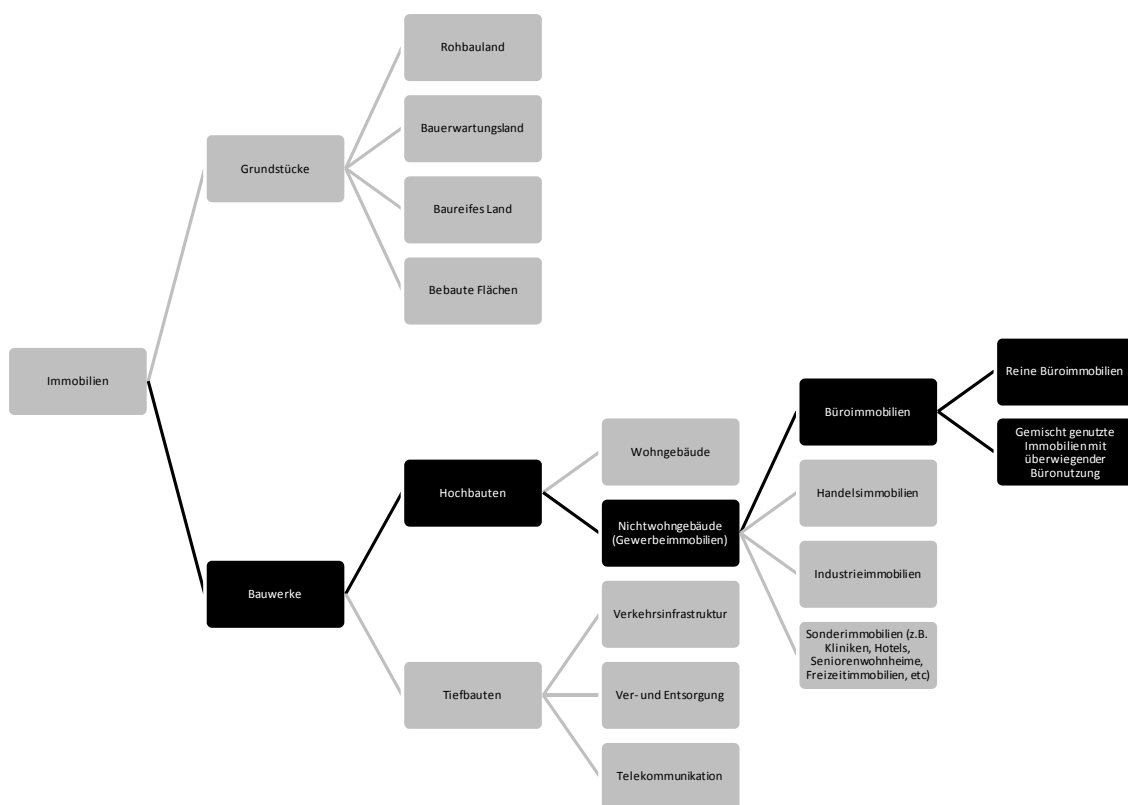 Rohbauland
Bauerwartungsland
Grundstücke
Baureifes Land
Bebaute Flächen
Immobilien
Reine Büroimmobilien
Büroimmobilien
Gemischt genutzte
Immobilien mit
überwiegender
Büronutzung
Wohngebäude
Hochbauten
Handelsimmobilien
Nichtwohngebäude
(Gewerbeimmobilien)
Industrieimmobilien
Bauwerke
Verkehrsinfrastruktur
Sonderimmobilien (z.B.
Kliniken, Hotels,
Seniorenwohnheime,
Freizeitimmobilien, etc)
Tiefbauten
Ver- und Entsorgung
Telekommunikation